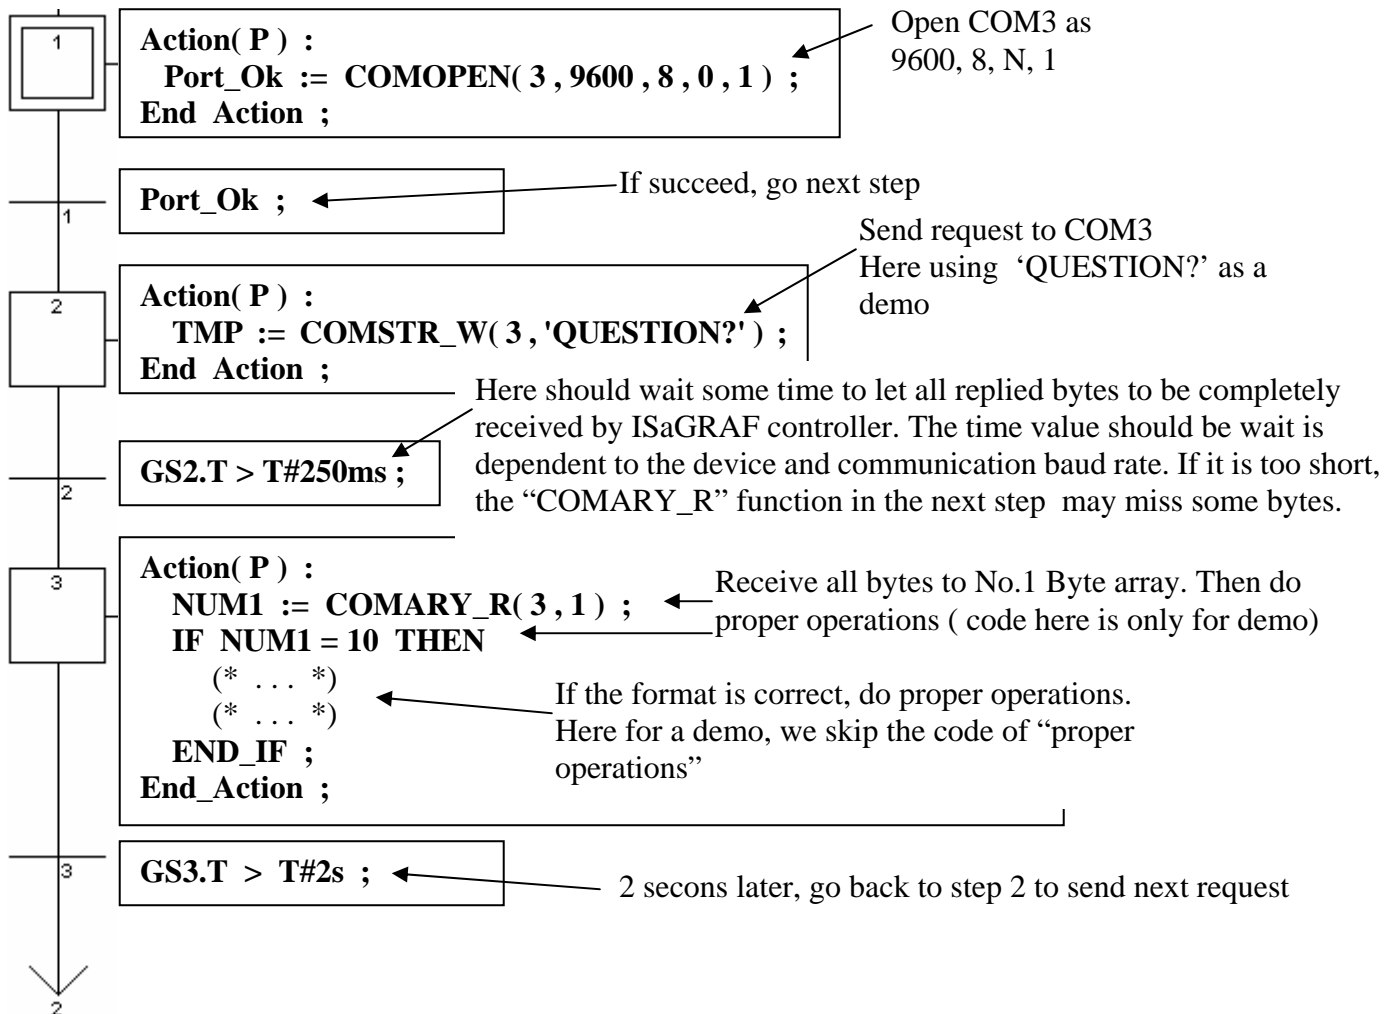 1
Action( P ) :
Port_Ok := COMOPEN( 3 , 9600 , 8 , 0 , 1 ) ;
End Action ;
Open COM3 as
9600, 8, N, 1
1
Port_Ok ;
If succeed, go next step
Send request to COM3
Here using ‘QUESTION?’ as a
demo
2
Action( P ) :
TMP := COMSTR_W( 3 , 'QUESTION?' ) ;
End Action ;
Here should wait some time to let all replied bytes to be completely
received by ISaGRAF controller. The time value should be wait is
dependent to the device and communication baud rate. If it is too short,
the “COMARY_R” function in the next step may miss some bytes.
2
GS2.T > T#250ms ;
3
Action( P ) :
NUM1 := COMARY_R( 3 , 1 ) ;
IF NUM1 = 10 THEN
(* . . . *)
(* . . . *)
END_IF ;
End_Action ;
Receive all bytes to No.1 Byte array. Then do
proper operations ( code here is only for demo)
If the format is correct, do proper operations.
Here for a demo, we skip the code of “proper
operations”
3
GS3.T > T#2s ;
2 secons later, go back to step 2 to send next request
2